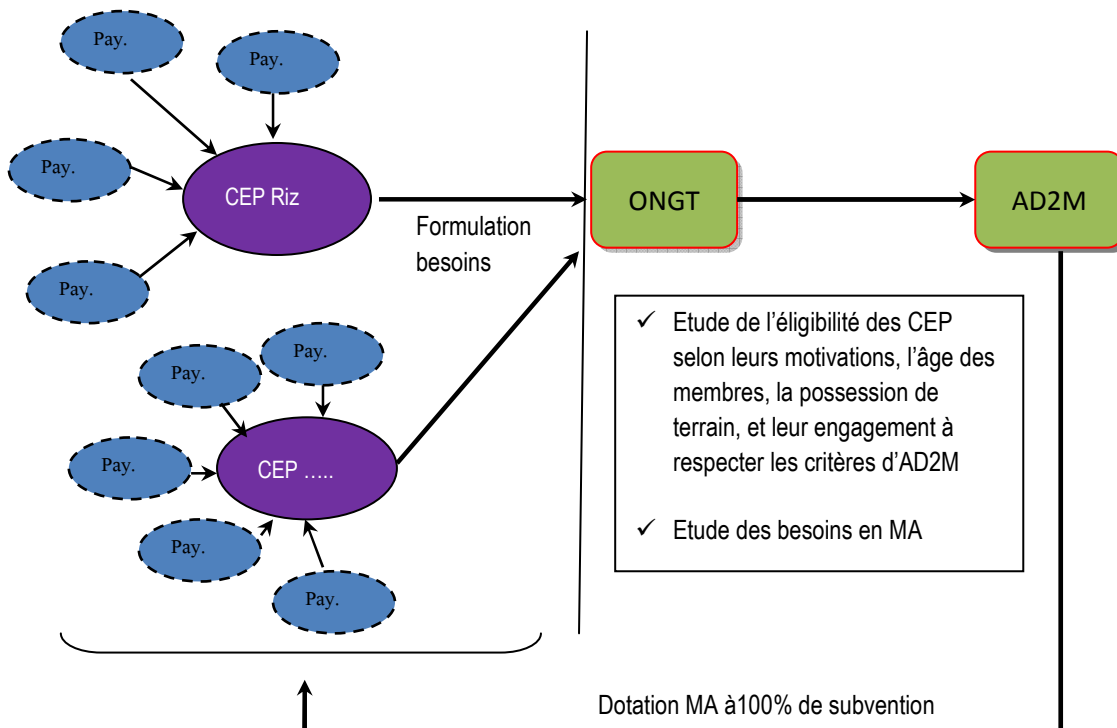 Pay.
Pay.
Pay.
CEP Riz
ONGT
AD2M
Formulation
besoins
Pay.
Pay.
Pay.
Pay.
CEP …..
Pay.
Pay.
✓ Etude de l’éligibilité des CEP
selon leurs motivations, l’âge des
membres, la possession de
terrain, et leur engagement à
respecter les critères d’AD2M
✓ Etude des besoins en MA
Dotation MA à100% de subvention